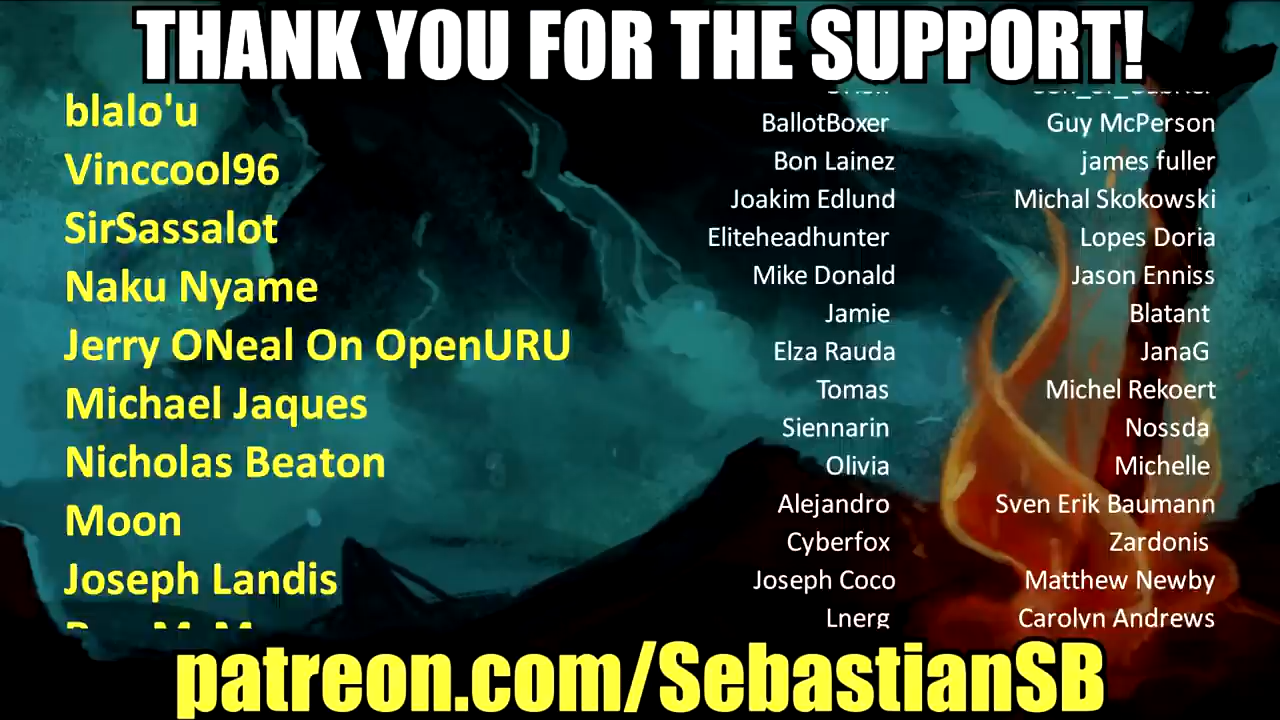 THANK YOU FOR THE SUPPORT!
blalo'u
Vinccool96
SirSassalot
Naku Nyame
Jerry ONeal On OpenURU
Michael Jaques
Nicholas Beaton
Moon
Joseph Landis
BallotBoxer
Bon Lainez
Joakim Edlund
Eliteheadhunter
Mike Donald
Jamie
Elza Rauda
Tomas
Siennarin
Olivia
Alejandro
Cyberfox
Joseph Coco
Lnerg
Guy McPerson
james fuller
Michal Skokowski
Lopes Doria
Jason Enniss
Blatant
JanaG
Michel Rekoert
Nossda
Michelle
Sven Erik Baumann
Zardonis
Matthew Newby
Carolyn Andrews
patreon.com/SebastianSB